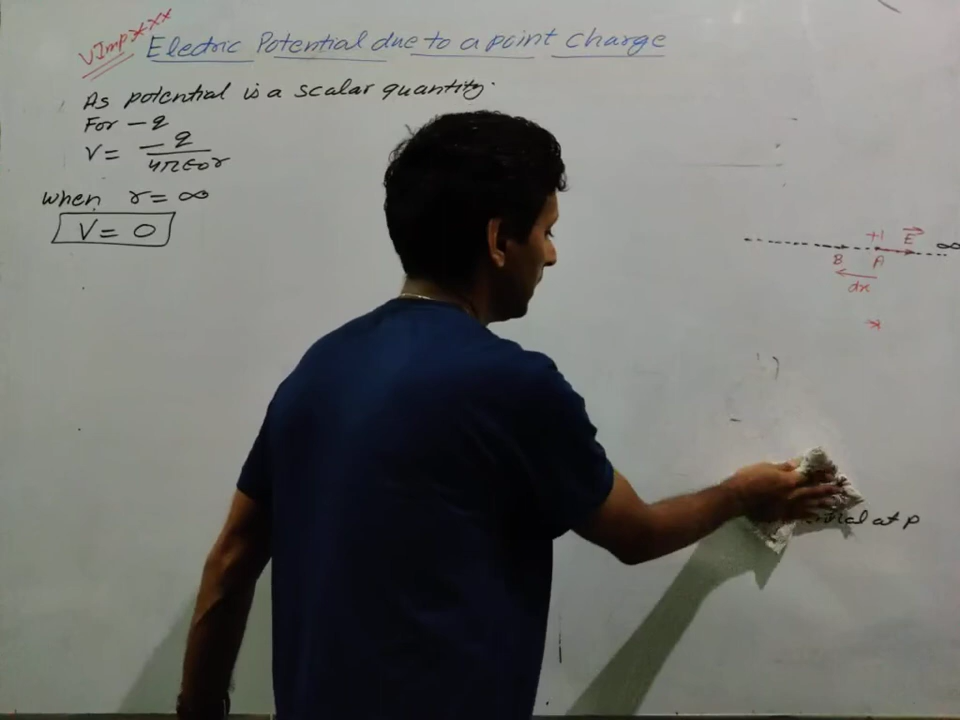 VImp***
Electric Potential due to a point charge
As potential is a scalar quantity.
For -q
V = -q / 4πε0r
when r = ∞
V = 0
+1 E ∞
B A
dx
*
at P